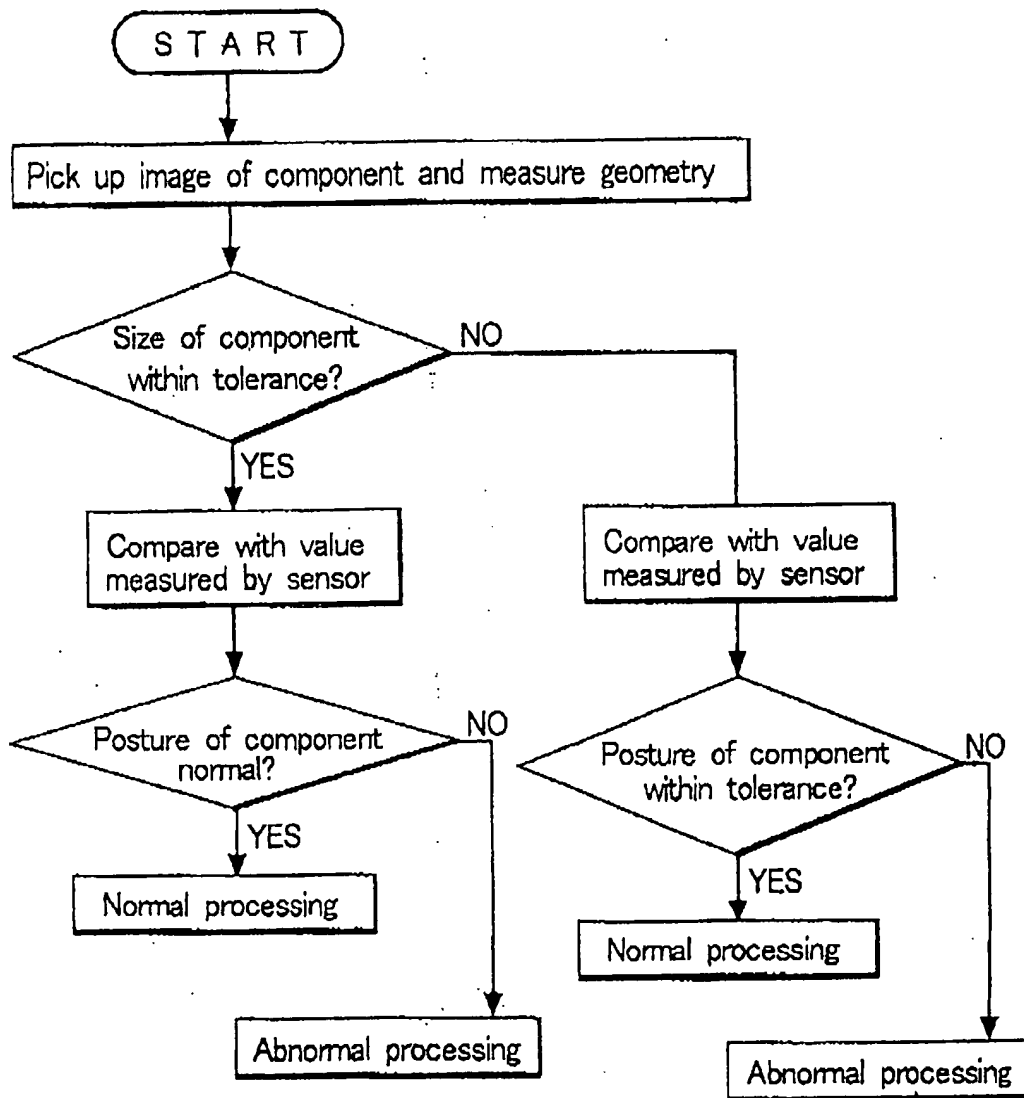 START
Pick up image of component and measure geometry
Size of component
within tolerance?
NO
YES
Compare with value
measured by sensor
Compare with value
measured by sensor
Posture of component
normal?
NO
YES
Posture of component
within tolerance?
NO
YES
Normal processing
Normal processing
Abnormal processing
Abnormal processing